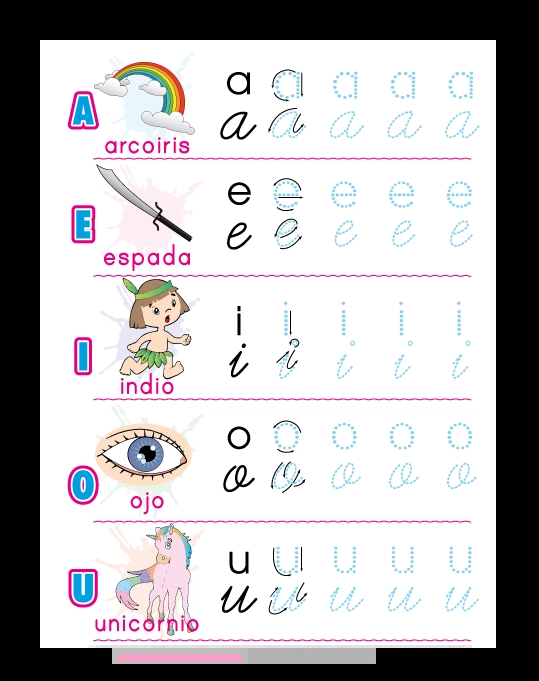 A a a a a a
a a a a a
arcoiris
E e e e e e
e e e e e
espada
I i i i i i
i i i i i
indio
O o o o o o
o o o o o
ojo
U u u u u u
u u u u u
unicornio